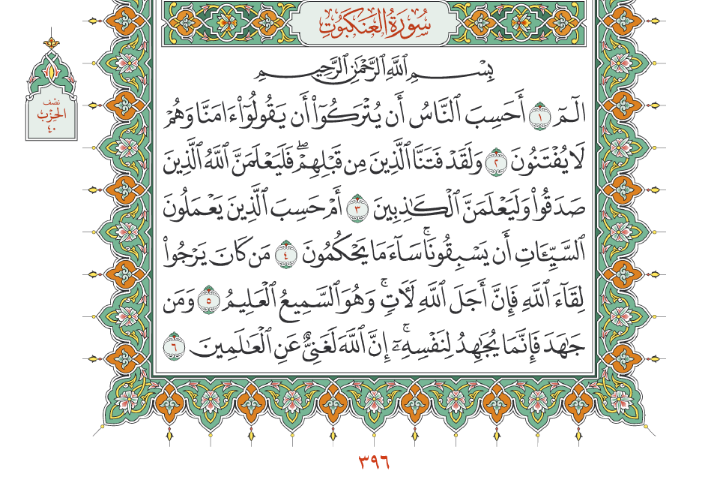 سُورَةُ العَنكَبُوتِ
بِسْمِ ٱللَّهِ ٱلرَّحْمَٰنِ ٱلرَّحِيمِ
الٓمٓ ١ أَحَسِبَ ٱلنَّاسُ أَن يُتْرَكُوٓا۟ أَن يَقُولُوٓا۟ ءَامَنَّا وَهُمْ
لَا يُفْتَنُونَ ٢ وَلَقَدْ فَتَنَّا ٱلَّذِينَ مِن قَبْلِهِمْ ۖ فَلَيَعْلَمَنَّ ٱللَّهُ ٱلَّذِينَ
صَدَقُوا۟ وَلَيَعْلَمَنَّ ٱلْكَٰذِبِينَ ٣ أَمْ حَسِبَ ٱلَّذِينَ يَعْمَلُونَ
ٱلسَّيِّـَٔاتِ أَن يَسْبِقُونَا ۚ سَآءَ مَا يَحْكُمُونَ ٤ مَن كَانَ يَرْجُوا۟
لِقَآءَ ٱللَّهِ فَإِنَّ أَجَلَ ٱللَّهِ لَـَٔاتٍ ۚ وَهُوَ ٱلسَّمِيعُ ٱلْعَلِيمُ ٥ وَمَن
جَٰهَدَ فَإِنَّمَا يُجَٰهِدُ لِنَفْسِهِۦٓ ۚ إِنَّ ٱللَّهَ لَغَنِىٌّ عَنِ ٱلْعَٰلَمِينَ ٦
نصف
الحزب
٤٠
٣٩٦